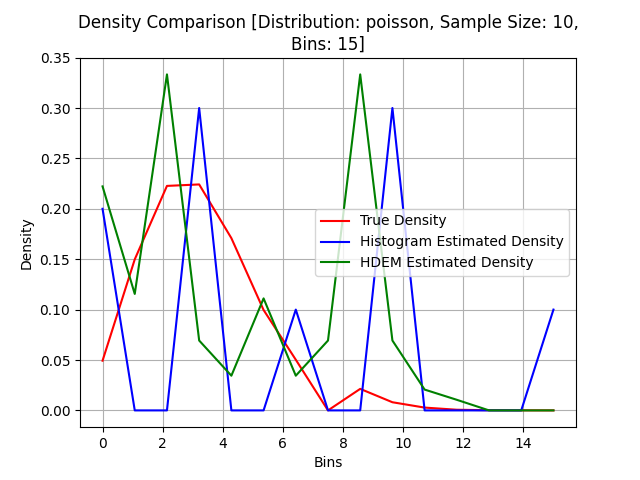 Density Comparison [Distribution: poisson, Sample Size: 10,
Bins: 15]
0.35
0.30
0.25
0.20
0.15
0.10
0.05
0.00
Density
True Density
Histogram Estimated Density
HDEM Estimated Density
0 2 4 6 8 10 12 14
Bins